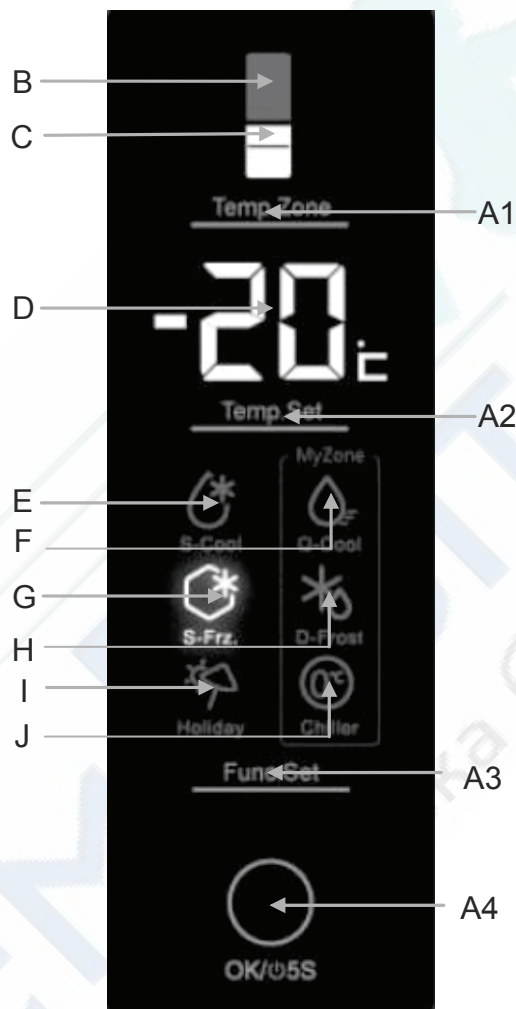 B
C
Temp.Zone
A1
D
-20℃
Temp.Set
A2
MyZone
E
F
S-Cool Q-Cool
G
S-Frz. D-Frost
H
I
0℃
J
Holiday Chiller
Func.Set
A3
A4
OK/⏻5S